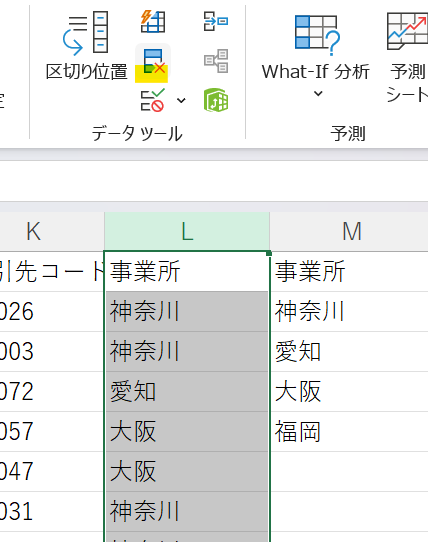 区切り位置
What-If 分析
予測
シート
データ ツール
予測
K L M
引先コード 事業所 事業所
026 神奈川 神奈川
003 神奈川 愛知
072 愛知 大阪
057 大阪 福岡
047 大阪
031 神奈川